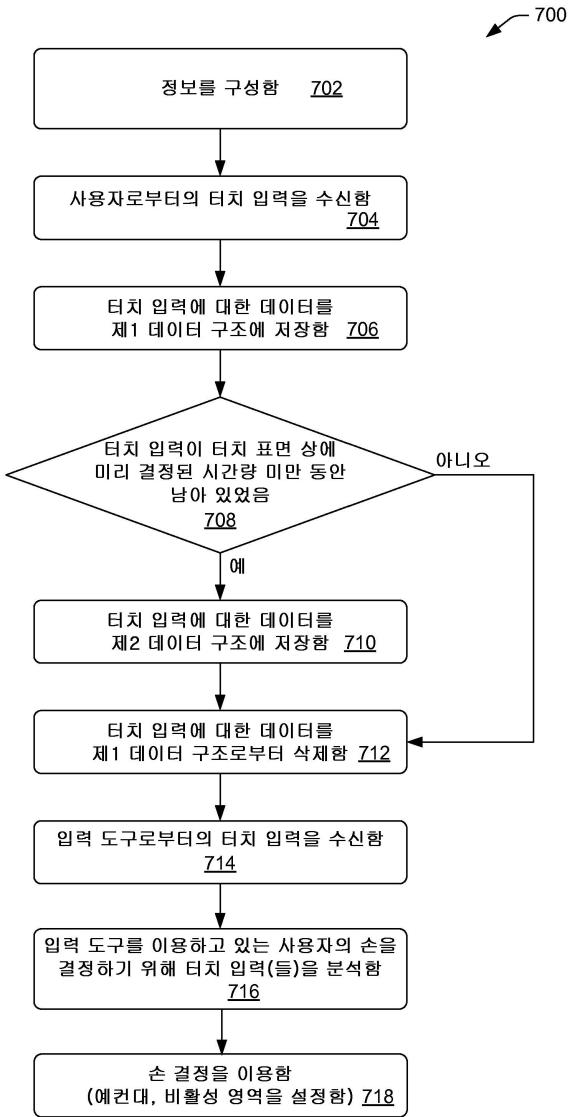 700
정보를 구성함 702
사용자로부터의 터치 입력을 수신함
704
터치 입력에 대한 데이터를
제1 데이터 구조에 저장함 706
터치 입력이 터치 표면 상에
미리 결정된 시간량 미만 동안
남아 있었음
708
아니오
예
터치 입력에 대한 데이터를
제2 데이터 구조에 저장함 710
터치 입력에 대한 데이터를
제1 데이터 구조로부터 삭제함 712
입력 도구로부터의 터치 입력을 수신함
714
입력 도구를 이용하고 있는 사용자의 손을
결정하기 위해 터치 입력(들)을 분석함
716
손 결정을 이용함
(예컨대, 비활성 영역을 설정함) 718